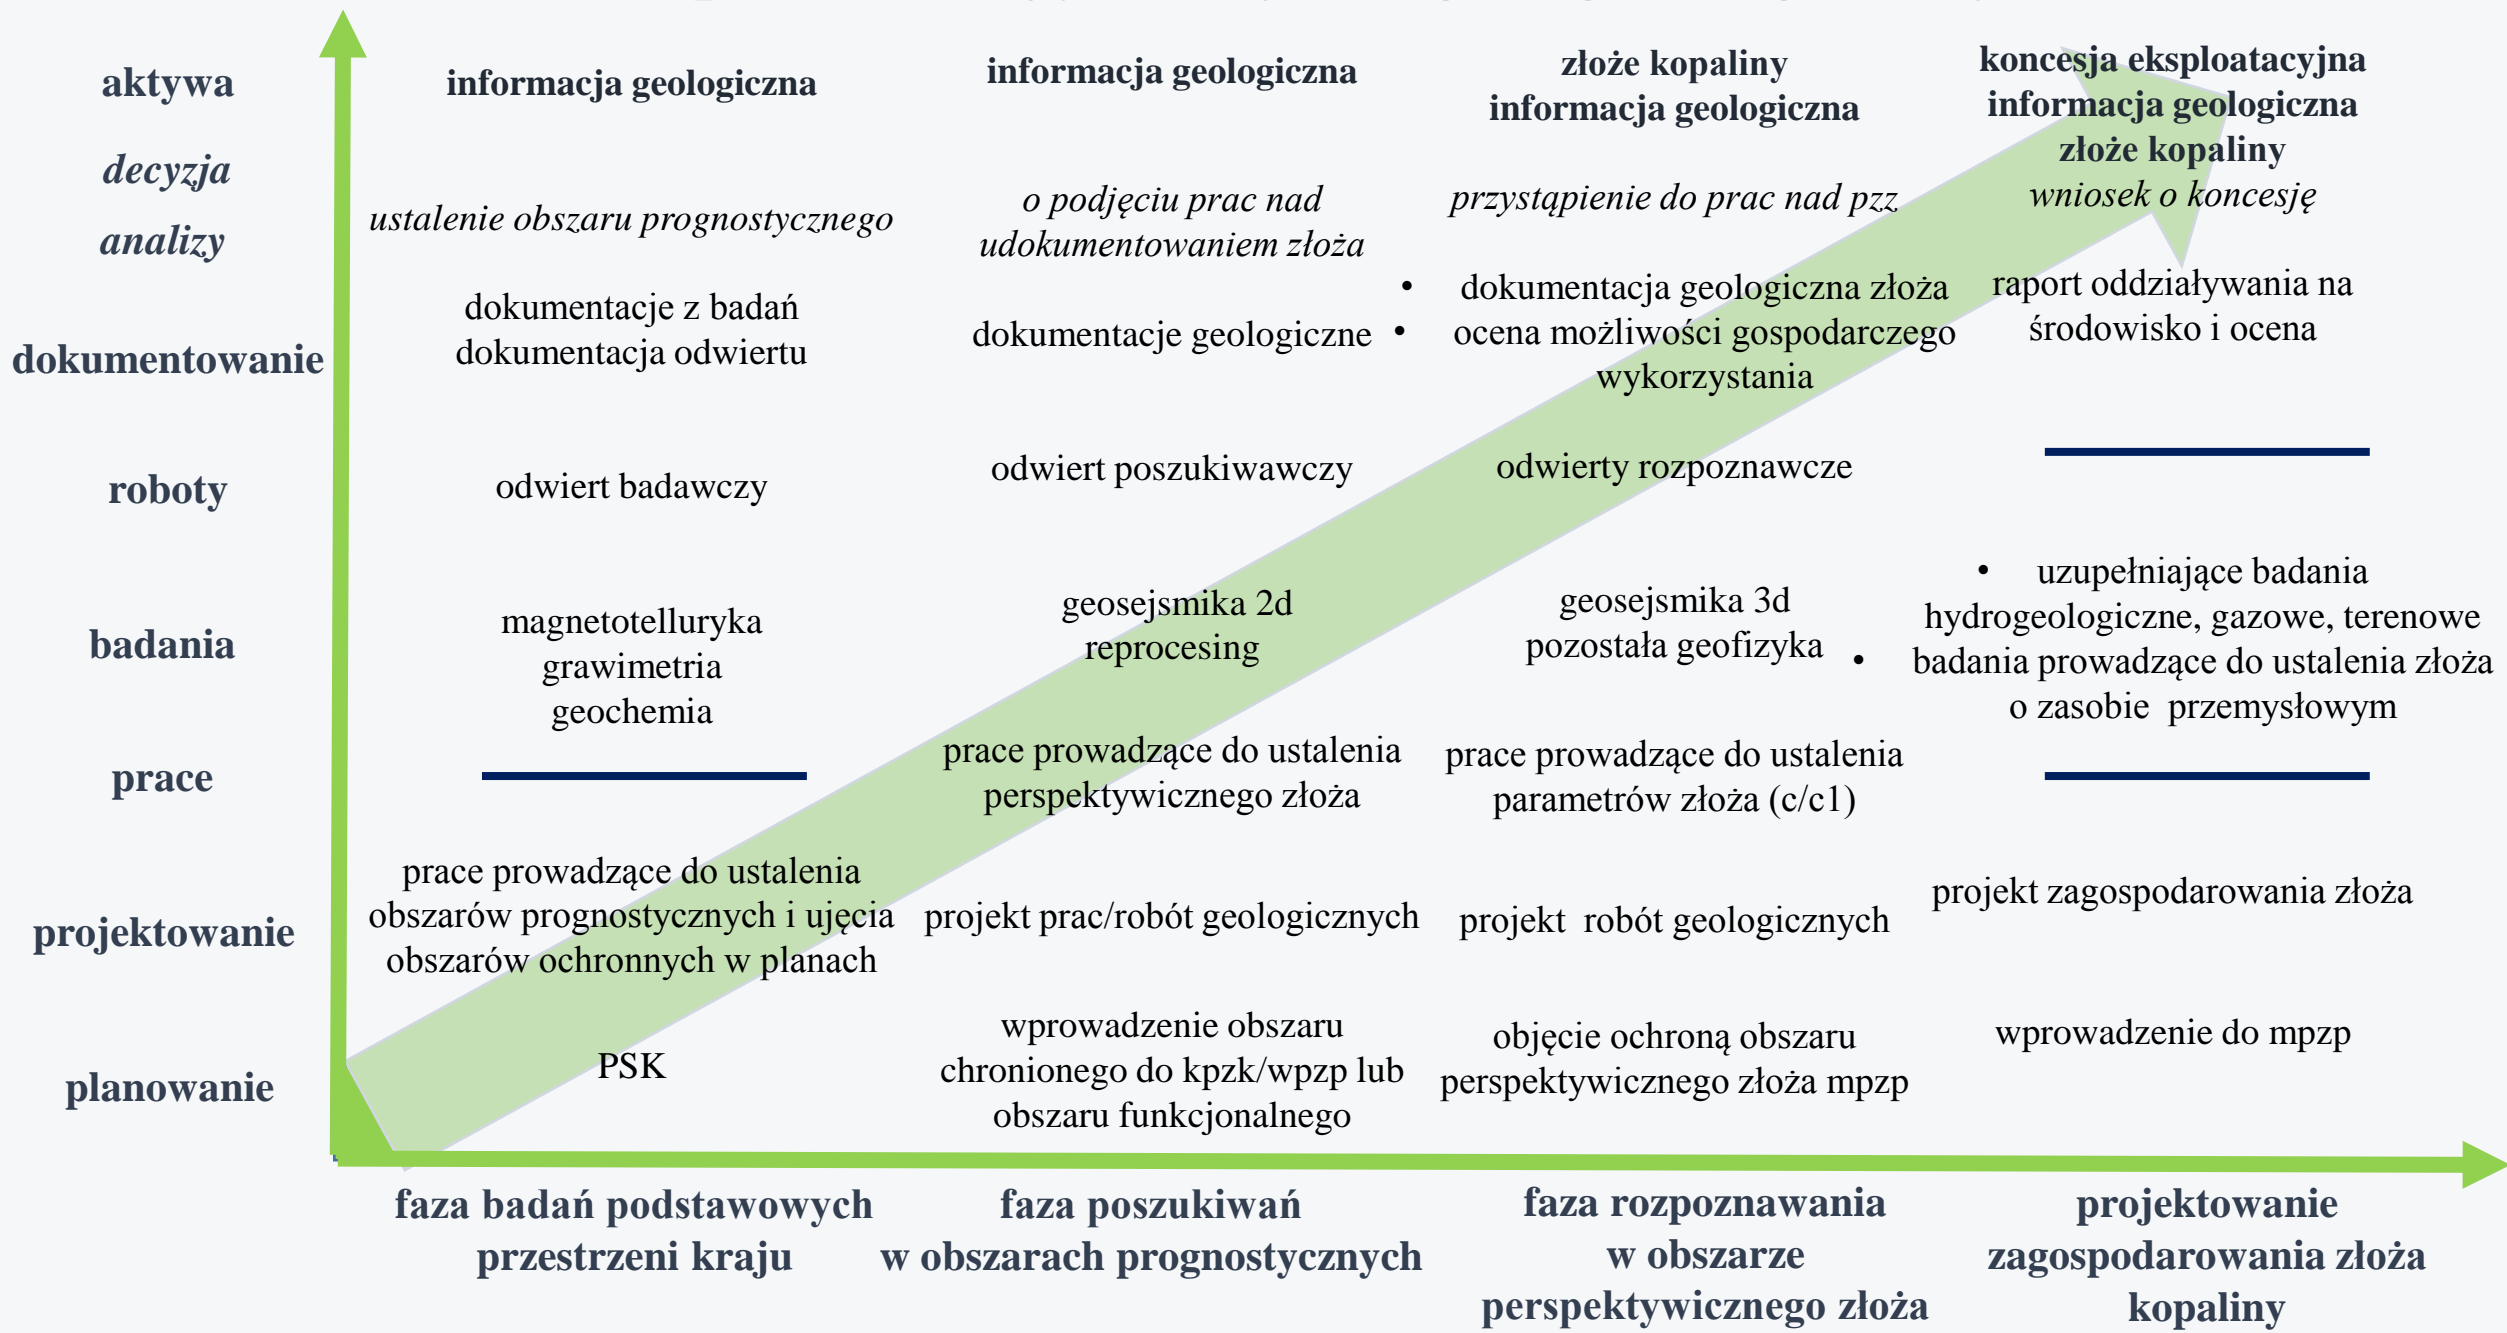 aktywa
informacja geologiczna
informacja geologiczna
złoże kopaliny
informacja geologiczna
koncesja eksploatacyjna
informacja geologiczna
złoże kopaliny
decyzja
analizy
ustalenie obszaru prognostycznego
o podjęciu prac nad
udokumentowaniem złoża
przystąpienie do prac nad pzz
wniosek o koncesję
dokumentowanie
dokumentacje z badań
dokumentacja odwiertu
dokumentacje geologiczne
• dokumentacja geologiczna złoża
• ocena możliwości gospodarczego
wykorzystania
raport oddziaływania na
środowisko i ocena
roboty
odwiert badawczy
odwiert poszukiwawczy
odwierty rozpoznawcze
badania
magnetotelluryka
grawimetria
geochemia
geosejsmika 2d
reprocesing
geosejsmika 3d
pozostała geofizyka
• uzupełniające badania
hydrogeologiczne, gazowe, terenowe
• badania prowadzące do ustalenia złoża
o zasobie przemysłowym
prace
prace prowadzące do ustalenia
perspektywicznego złoża
prace prowadzące do ustalenia
parametrów złoża (c/c1)
projektowanie
prace prowadzące do ustalenia
obszarów prognostycznych i ujęcia
obszarów ochronnych w planach
projekt prac/robót geologicznych
projekt robót geologicznych
projekt zagospodarowania złoża
planowanie
PSK
wprowadzenie obszaru
chronionego do kpzk/wpzp lub
obszaru funkcjonalnego
objęcie ochroną obszaru
perspektywicznego złoża mpzp
wprowadzenie do mpzp
faza badań podstawowych
przestrzeni kraju
faza poszukiwań
w obszarach prognostycznych
faza rozpoznawania
w obszarze
perspektywicznego złoża
projektowanie
zagospodarowania złoża
kopaliny